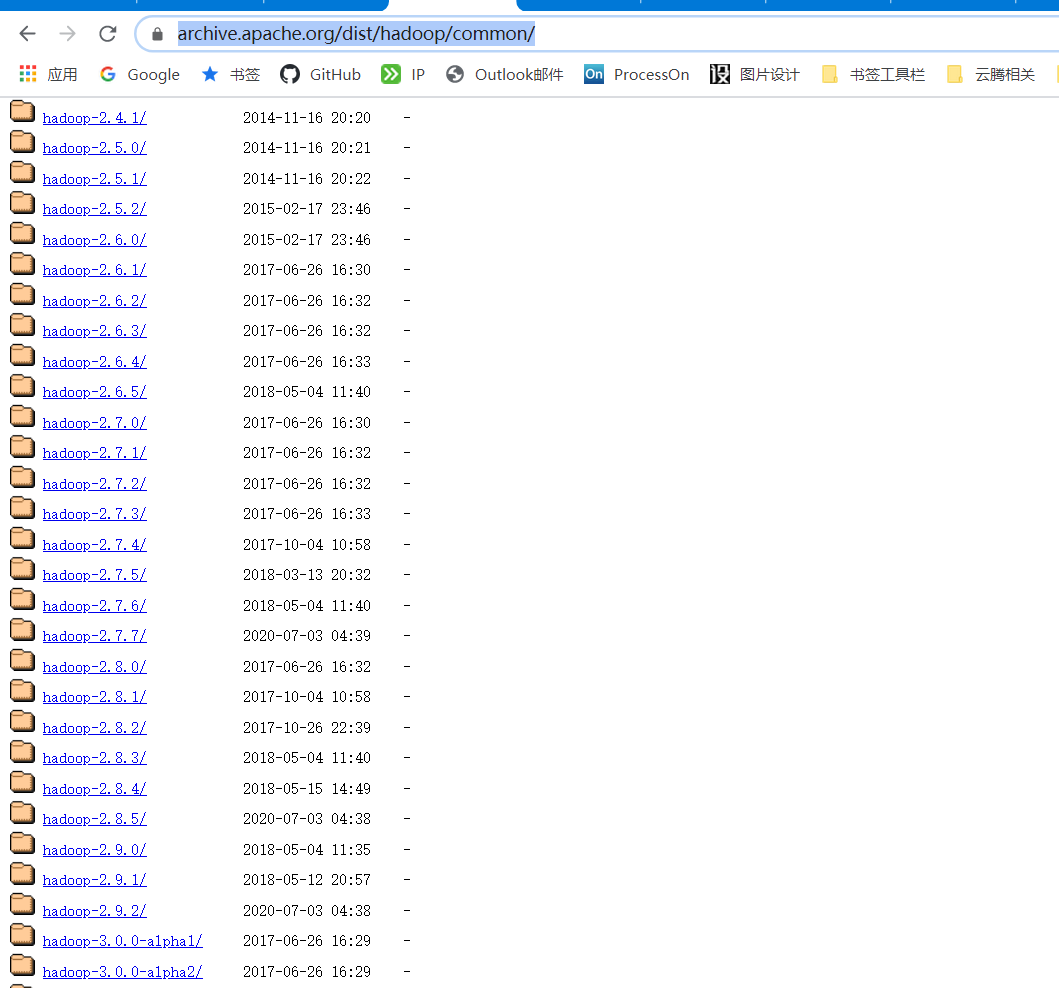 archive.apache.org/dist/hadoop/common/
应用 Google 书签 GitHub IP Outlook邮件 On ProcessOn 设 图片设计 书签工具栏 云腾相关
hadoop-2.4.1/ 2014-11-16 20:20 -
hadoop-2.5.0/ 2014-11-16 20:21 -
hadoop-2.5.1/ 2014-11-16 20:22 -
hadoop-2.5.2/ 2015-02-17 23:46 -
hadoop-2.6.0/ 2015-02-17 23:46 -
hadoop-2.6.1/ 2017-06-26 16:30 -
hadoop-2.6.2/ 2017-06-26 16:32 -
hadoop-2.6.3/ 2017-06-26 16:32 -
hadoop-2.6.4/ 2017-06-26 16:33 -
hadoop-2.6.5/ 2018-05-04 11:40 -
hadoop-2.7.0/ 2017-06-26 16:30 -
hadoop-2.7.1/ 2017-06-26 16:32 -
hadoop-2.7.2/ 2017-06-26 16:32 -
hadoop-2.7.3/ 2017-06-26 16:33 -
hadoop-2.7.4/ 2017-10-04 10:58 -
hadoop-2.7.5/ 2018-03-13 20:32 -
hadoop-2.7.6/ 2018-05-04 11:40 -
hadoop-2.7.7/ 2020-07-03 04:39 -
hadoop-2.8.0/ 2017-06-26 16:32 -
hadoop-2.8.1/ 2017-10-04 10:58 -
hadoop-2.8.2/ 2017-10-26 22:39 -
hadoop-2.8.3/ 2018-05-04 11:40 -
hadoop-2.8.4/ 2018-05-15 14:49 -
hadoop-2.8.5/ 2020-07-03 04:38 -
hadoop-2.9.0/ 2018-05-04 11:35 -
hadoop-2.9.1/ 2018-05-12 20:57 -
hadoop-2.9.2/ 2020-07-03 04:38 -
hadoop-3.0.0-alpha1/ 2017-06-26 16:29 -
hadoop-3.0.0-alpha2/ 2017-06-26 16:29 -